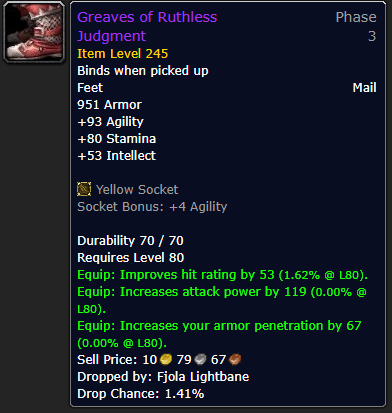 Greaves of Ruthless Phase
Judgment 3
Item Level 245
Binds when picked up
Feet Mail
951 Armor
+93 Agility
+80 Stamina
+53 Intellect
Yellow Socket
Socket Bonus: +4 Agility
Durability 70 / 70
Requires Level 80
Equip: Improves hit rating by 53 (1.62% @ L80).
Equip: Increases attack power by 119 (0.00% @
L80).
Equip: Increases your armor penetration by 67
(0.00% @ L80).
Sell Price: 10 79 67
Dropped by: Fjola Lightbane
Drop Chance: 1.41%